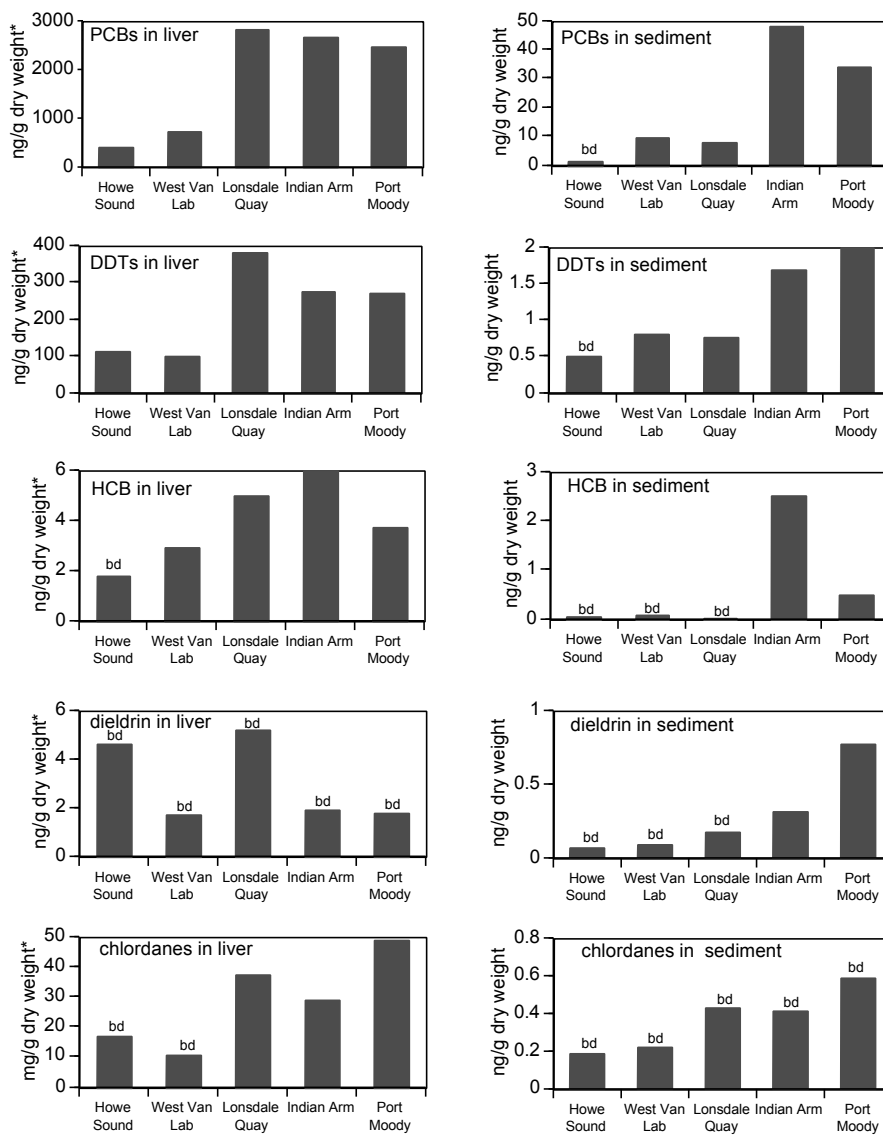 PCBs in liver
ng/g dry weight*
3000
2000
1000
0
Howe Sound
West Van Lab
Lonsdale Quay
Indian Arm
Port Moody
PCBs in sediment
ng/g dry weight
50
40
30
20
10
0
bd
Howe Sound
West Van Lab
Lonsdale Quay
Indian Arm
Port Moody
DDTs in liver
ng/g dry weight*
400
300
200
100
0
Howe Sound
West Van Lab
Lonsdale Quay
Indian Arm
Port Moody
DDTs in sediment
ng/g dry weight
2
1.5
1
0.5
0
bd
Howe Sound
West Van Lab
Lonsdale Quay
Indian Arm
Port Moody
HCB in liver
ng/g dry weight*
6
4
2
0
bd
Howe Sound
West Van Lab
Lonsdale Quay
Indian Arm
Port Moody
HCB in sediment
ng/g dry weight
3
2
1
0
bd
bd
bd
Howe Sound
West Van Lab
Lonsdale Quay
Indian Arm
Port Moody
dieldrin in liver
ng/g dry weight*
6
4
2
0
bd
bd
bd
bd
bd
Howe Sound
West Van Lab
Lonsdale Quay
Indian Arm
Port Moody
dieldrin in sediment
ng/g dry weight
1
0.5
0
bd
bd
bd
Howe Sound
West Van Lab
Lonsdale Quay
Indian Arm
Port Moody
chlordanes in liver
mg/g dry weight*
50
40
30
20
10
0
bd
bd
Howe Sound
West Van Lab
Lonsdale Quay
Indian Arm
Port Moody
chlordanes in sediment
ng/g dry weight
0.8
0.6
0.4
0.2
0
bd
bd
bd
bd
bd
Howe Sound
West Van Lab
Lonsdale Quay
Indian Arm
Port Moody